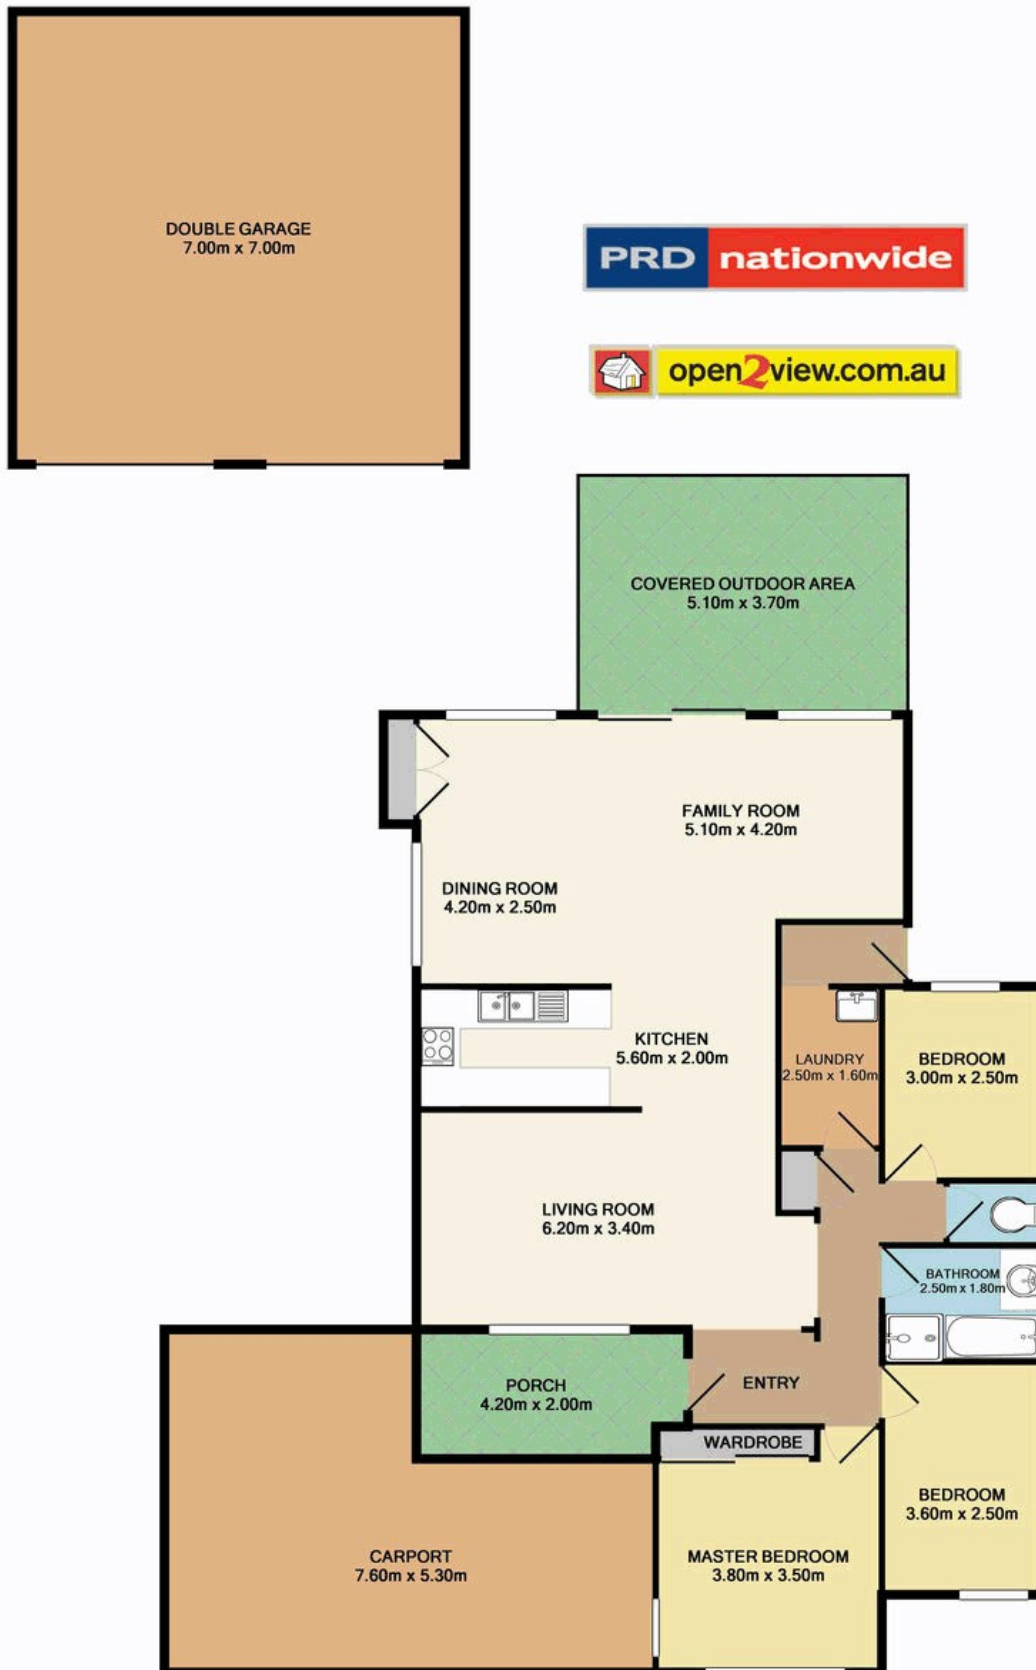 DOUBLE GARAGE
7.00m x 7.00m
PRD nationwide
open2view.com.au
COVERED OUTDOOR AREA
5.10m x 3.70m
FAMILY ROOM
5.10m x 4.20m
DINING ROOM
4.20m x 2.50m
KITCHEN
5.60m x 2.00m
LAUNDRY
2.50m x 1.60m
BEDROOM
3.00m x 2.50m
LIVING ROOM
6.20m x 3.40m
BATHROOM
2.50m x 1.80m
PORCH
4.20m x 2.00m
ENTRY
WARDROBE
BEDROOM
3.60m x 2.50m
CARPORT
7.60m x 5.30m
MASTER BEDROOM
3.80m x 3.50m